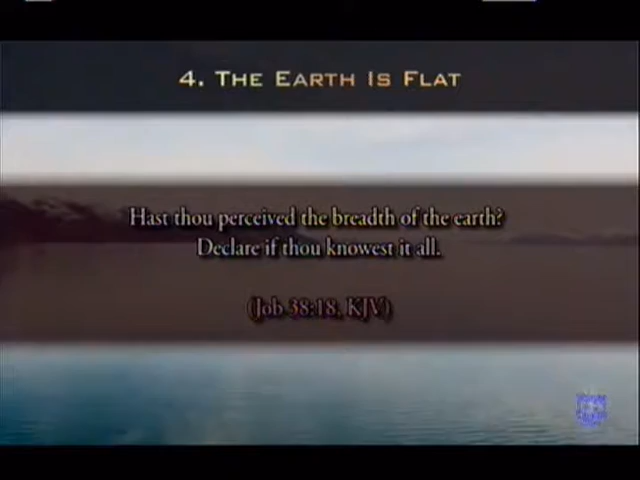 4. THE EARTH IS FLAT
Hast thou perceived the breadth of the earth?
Declare if thou knowest it all.
(Job 38:18, KJV)